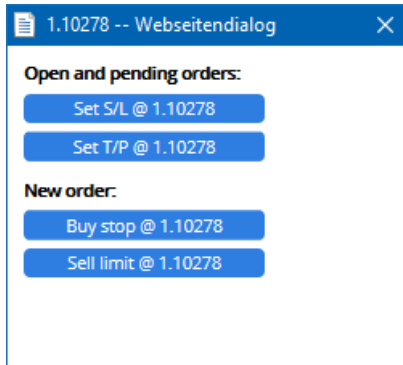 1.10278 -- Webseitendialog
Open and pending orders:
Set S/L @ 1.10278
Set T/P @ 1.10278
New order:
Buy stop @ 1.10278
Sell limit @ 1.10278